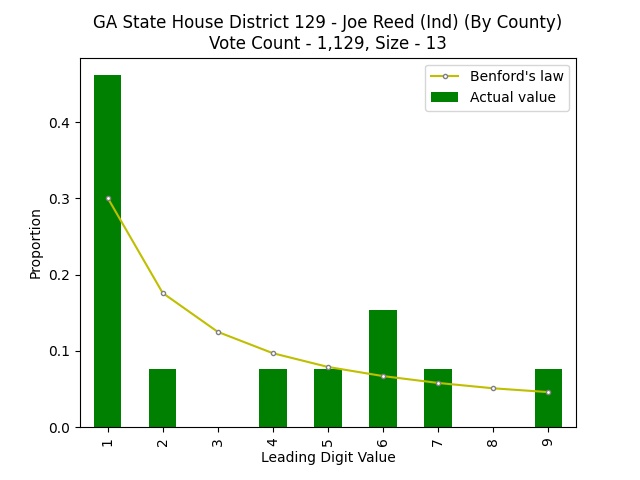 GA State House District 129 - Joe Reed (Ind) (By County)
Vote Count - 1,129, Size - 13
Benford's law
Actual value
Proportion
0.4
0.3
0.2
0.1
0.0
1 2 3 4 5 6 7 8 9
Leading Digit Value